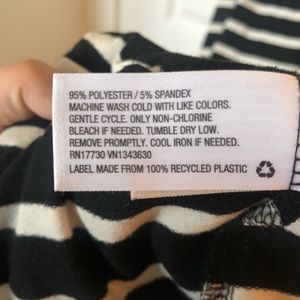 95% POLYESTER / 5% SPANDEX
MACHINE WASH COLD WITH LIKE COLORS.
GENTLE CYCLE. ONLY NON-CHLORINE
BLEACH IF NEEDED. TUMBLE DRY LOW.
REMOVE PROMPTLY. COOL IRON IF NEEDED.
RN17730 VN1343630
LABEL MADE FROM 100% RECYCLED PLASTIC